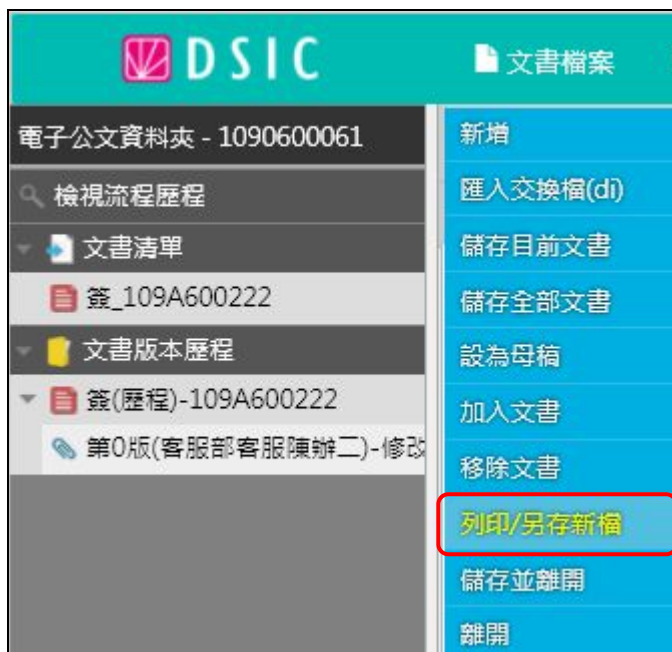 DSIC
文書檔案
電子公文資料夾 - 1090600061
檢視流程歷程
文書清單
簽_109A600222
文書版本歷程
簽(歷程)-109A600222
第0版(客服部客服陳辦二)-修改
新增
匯入交換檔(di)
儲存目前文書
儲存全部文書
設為母稿
加入文書
移除文書
列印/另存新檔
儲存並離開
離開